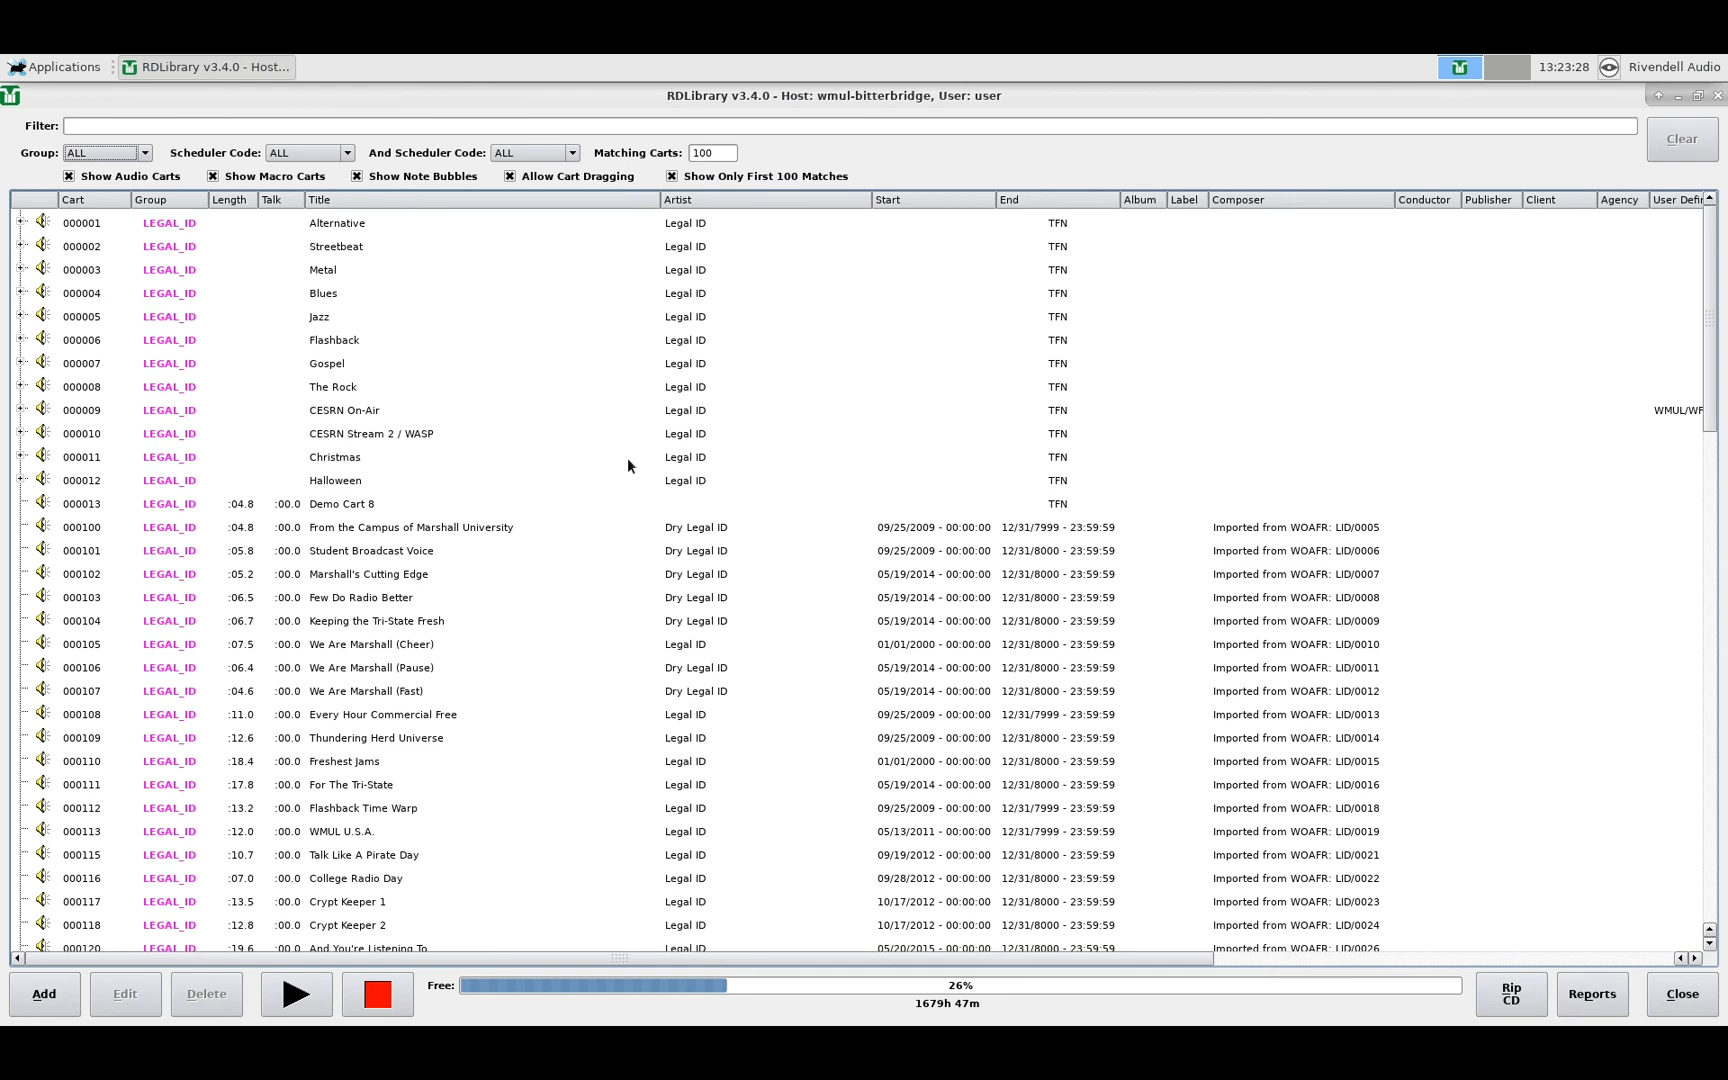 Applications RDLibrary v3.4.0 - Host... 13:23:28 Rivendell Audio
RDLibrary v3.4.0 - Host: wmul-bitterbridge, User: user
Filter: Clear
Group: ALL Scheduler Code: ALL And Scheduler Code: ALL Matching Carts: 100
Show Audio Carts Show Macro Carts Show Note Bubbles Allow Cart Dragging Show Only First 100 Matches
Cart Group Length Talk Title Artist Start End Album Label Composer Conductor Publisher Client Agency User Defin
000001 LEGAL_ID Alternative Legal ID TFN
000002 LEGAL_ID Streetbeat Legal ID TFN
000003 LEGAL_ID Metal Legal ID TFN
000004 LEGAL_ID Blues Legal ID TFN
000005 LEGAL_ID Jazz Legal ID TFN
000006 LEGAL_ID Flashback Legal ID TFN
000007 LEGAL_ID Gospel Legal ID TFN
000008 LEGAL_ID The Rock Legal ID TFN
000009 LEGAL_ID CESRN On-Air Legal ID TFN WMUL/WF
000010 LEGAL_ID CESRN Stream 2 / WASP Legal ID TFN
000011 LEGAL_ID Christmas Legal ID TFN
000012 LEGAL_ID Halloween Legal ID TFN
000013 LEGAL_ID :04.8 :00.0 Demo Cart 8 TFN
000100 LEGAL_ID :04.8 :00.0 From the Campus of Marshall University Dry Legal ID 09/25/2009 - 00:00:00 12/31/7999 - 23:59:59 Imported from WOAFR: LID/0005
000101 LEGAL_ID :05.8 :00.0 Student Broadcast Voice Dry Legal ID 09/25/2009 - 00:00:00 12/31/8000 - 23:59:59 Imported from WOAFR: LID/0006
000102 LEGAL_ID :05.2 :00.0 Marshall's Cutting Edge Dry Legal ID 05/19/2014 - 00:00:00 12/31/8000 - 23:59:59 Imported from WOAFR: LID/0007
000103 LEGAL_ID :06.5 :00.0 Few Do Radio Better Dry Legal ID 05/19/2014 - 00:00:00 12/31/8000 - 23:59:59 Imported from WOAFR: LID/0008
000104 LEGAL_ID :06.7 :00.0 Keeping the Tri-State Fresh Dry Legal ID 05/19/2014 - 00:00:00 12/31/8000 - 23:59:59 Imported from WOAFR: LID/0009
000105 LEGAL_ID :07.5 :00.0 We Are Marshall (Cheer) Legal ID 01/01/2000 - 00:00:00 12/31/8000 - 23:59:59 Imported from WOAFR: LID/0010
000106 LEGAL_ID :06.4 :00.0 We Are Marshall (Pause) Dry Legal ID 05/19/2014 - 00:00:00 12/31/8000 - 23:59:59 Imported from WOAFR: LID/0011
000107 LEGAL_ID :04.6 :00.0 We Are Marshall (Fast) Dry Legal ID 05/19/2014 - 00:00:00 12/31/8000 - 23:59:59 Imported from WOAFR: LID/0012
000108 LEGAL_ID :11.0 :00.0 Every Hour Commercial Free Legal ID 09/25/2009 - 00:00:00 12/31/7999 - 23:59:59 Imported from WOAFR: LID/0013
000109 LEGAL_ID :12.6 :00.0 Thundering Herd Universe Legal ID 09/25/2009 - 00:00:00 12/31/8000 - 23:59:59 Imported from WOAFR: LID/0014
000110 LEGAL_ID :18.4 :00.0 Freshest Jams Legal ID 01/01/2000 - 00:00:00 12/31/8000 - 23:59:59 Imported from WOAFR: LID/0015
000111 LEGAL_ID :17.8 :00.0 For The Tri-State Legal ID 05/19/2014 - 00:00:00 12/31/8000 - 23:59:59 Imported from WOAFR: LID/0016
000112 LEGAL_ID :13.2 :00.0 Flashback Time Warp Legal ID 09/25/2009 - 00:00:00 12/31/7999 - 23:59:59 Imported from WOAFR: LID/0018
000113 LEGAL_ID :12.0 :00.0 WMUL U.S.A. Legal ID 05/13/2011 - 00:00:00 12/31/7999 - 23:59:59 Imported from WOAFR: LID/0019
000115 LEGAL_ID :10.7 :00.0 Talk Like A Pirate Day Legal ID 09/19/2012 - 00:00:00 12/31/8000 - 23:59:59 Imported from WOAFR: LID/0021
000116 LEGAL_ID :07.0 :00.0 College Radio Day Legal ID 09/28/2012 - 00:00:00 12/31/8000 - 23:59:59 Imported from WOAFR: LID/0022
000117 LEGAL_ID :13.5 :00.0 Crypt Keeper 1 Legal ID 10/17/2012 - 00:00:00 12/31/8000 - 23:59:59 Imported from WOAFR: LID/0023
000118 LEGAL_ID :12.8 :00.0 Crypt Keeper 2 Legal ID 10/17/2012 - 00:00:00 12/31/8000 - 23:59:59 Imported from WOAFR: LID/0024
000120 LEGAL_ID :19.6 :00.0 And You're Listening To Legal ID 05/20/2015 - 00:00:00 12/31/8000 - 23:59:59 Imported from WOAFR: LID/0026
Add Edit Delete Free: 26% Rip CD Reports Close
1679h 47m